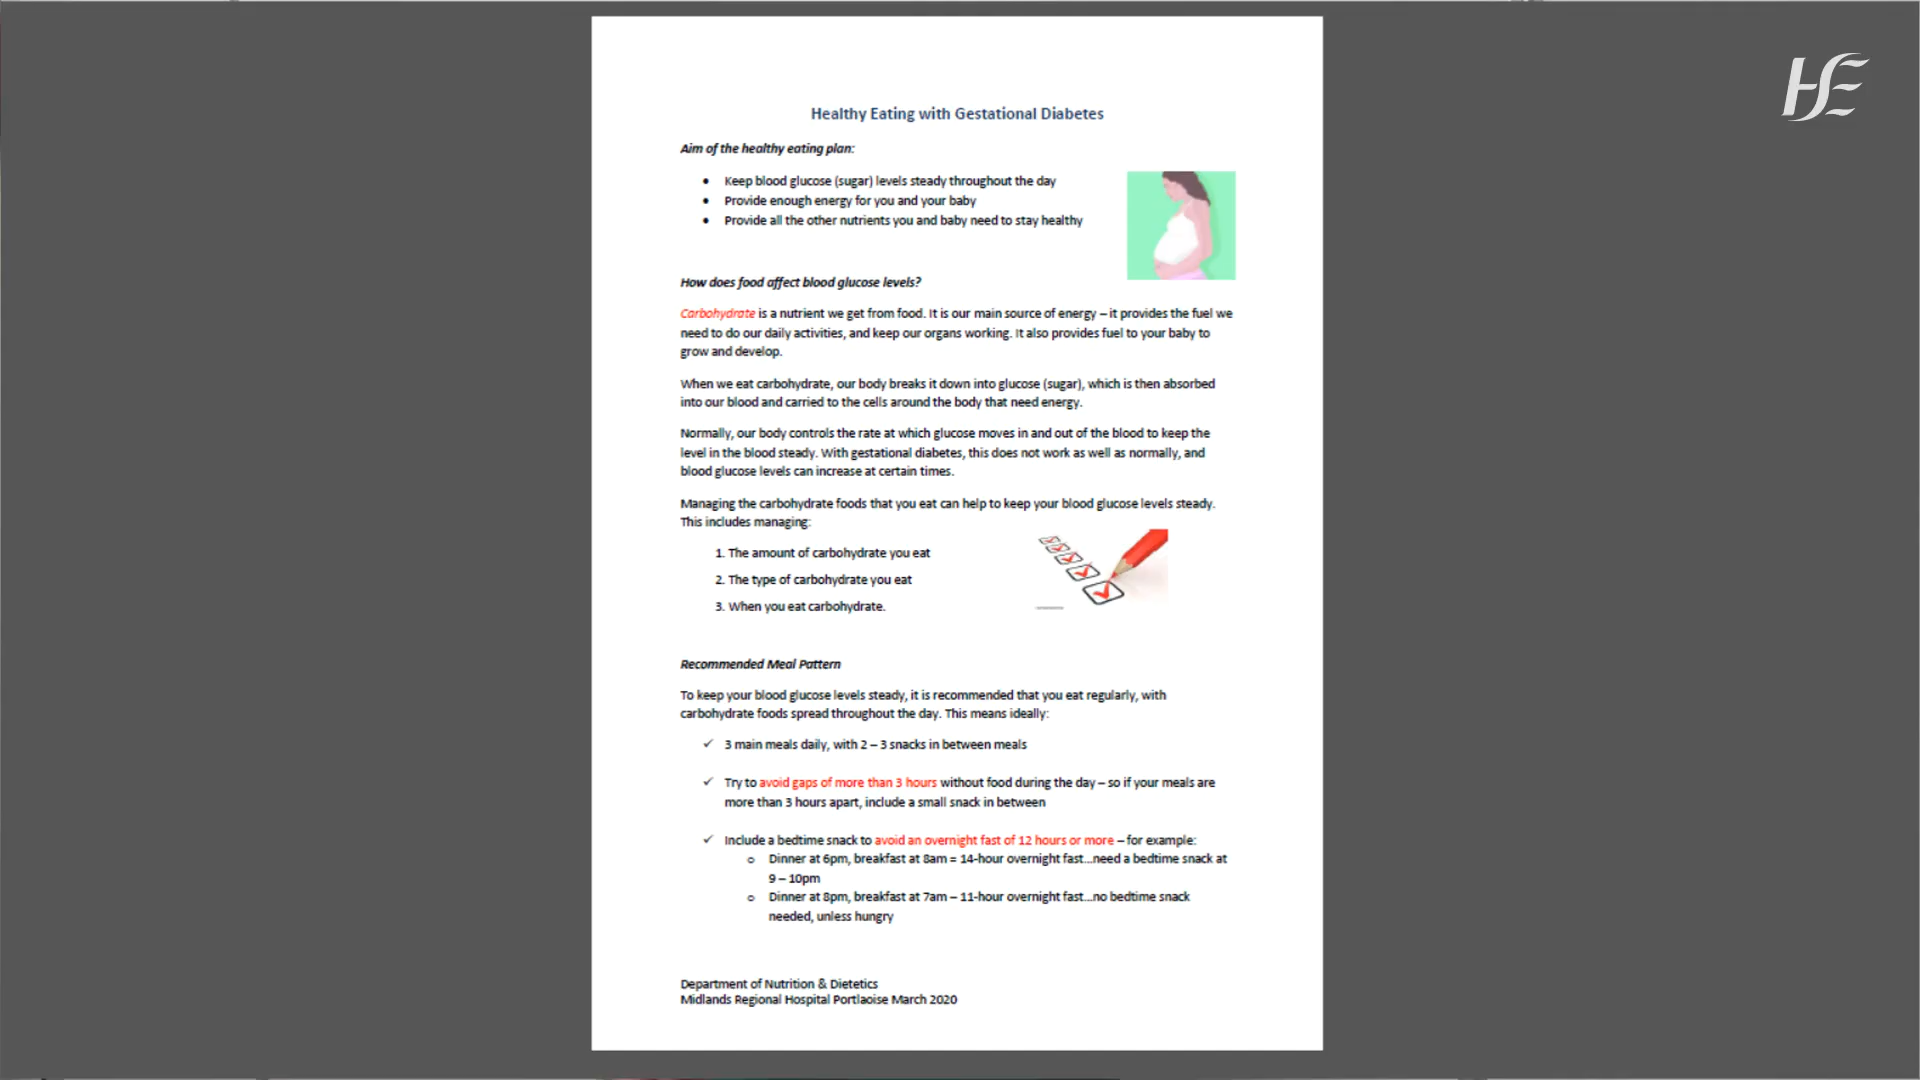 HSE
Healthy Eating with Gestational Diabetes
Aim of the healthy eating plan:
• Keep blood glucose (sugar) levels steady throughout the day
• Provide enough energy for you and your baby
• Provide all the other nutrients you and baby need to stay healthy
How does food affect blood glucose levels?
Carbohydrate is a nutrient we get from food. It is our main source of energy – it provides the fuel we
need to do our daily activities, and keep our organs working. It also provides fuel to your baby to
grow and develop.
When we eat carbohydrate, our body breaks it down into glucose (sugar), which is then absorbed
into our blood and carried to the cells around the body that need energy.
Normally, our body controls the rate at which glucose moves in and out of the blood to keep the
level in the blood steady. With gestational diabetes, this does not work as well as normally, and
blood glucose levels can increase at certain times.
Managing the carbohydrate foods that you eat can help to keep your blood glucose levels steady.
This includes managing:
1. The amount of carbohydrate you eat
2. The type of carbohydrate you eat
3. When you eat carbohydrate.
Recommended Meal Pattern
To keep your blood glucose levels steady, it is recommended that you eat regularly, with
carbohydrate foods spread throughout the day. This means ideally:
✓ 3 main meals daily, with 2 – 3 snacks in between meals
✓ Try to avoid gaps of more than 3 hours without food during the day – so if your meals are
more than 3 hours apart, include a small snack in between
✓ Include a bedtime snack to avoid an overnight fast of 12 hours or more – for example:
o Dinner at 6pm, breakfast at 8am = 14-hour overnight fast...need a bedtime snack at
9 – 10pm
o Dinner at 8pm, breakfast at 7am – 11-hour overnight fast...no bedtime snack
needed, unless hungry
Department of Nutrition & Dietetics
Midlands Regional Hospital Portlaoise March 2020